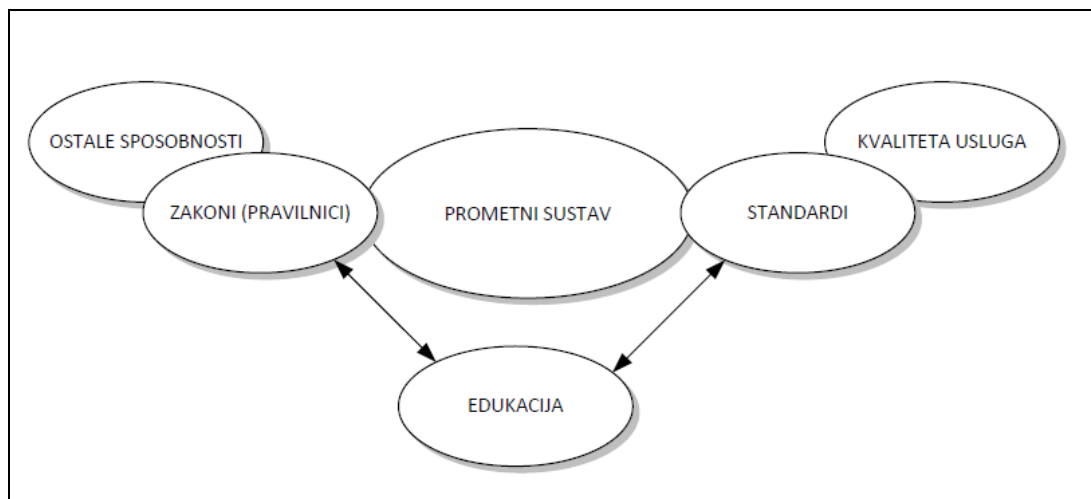 OSTALE SPOSOBNOSTI
KVALITETA USLUGA
ZAKONI (PRAVILNICI)
PROMETNI SUSTAV
STANDARDI
EDUKACIJA